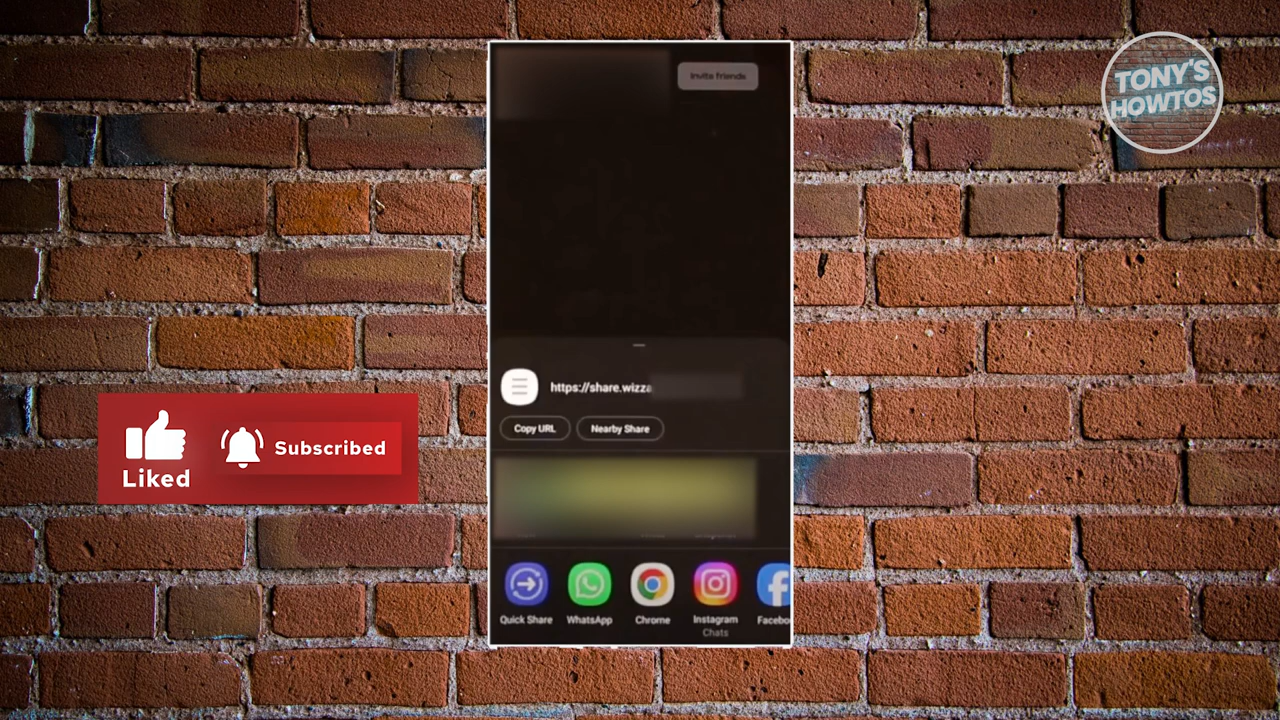 TONY'S
HOWTOS
Invite friends
https://share.wizza
Copy URL
Nearby Share
Liked
Subscribed
Quick Share
WhatsApp
Chrome
Instagram
Chats
Facebo